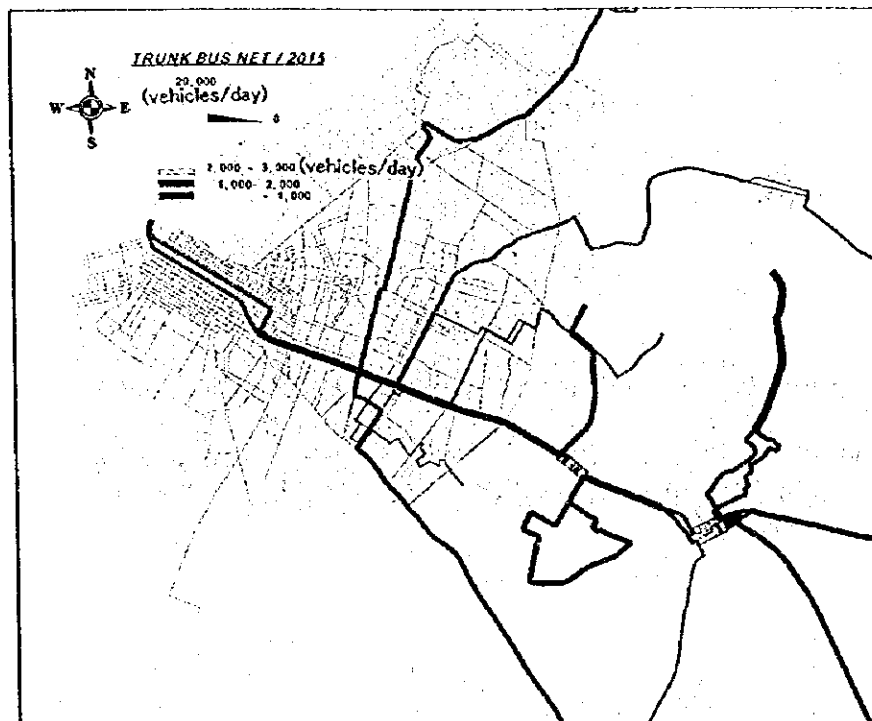 TRUNK BUS NET / 2015
20,000
(vehicles/day)
0
N
W E
S
2,000 - 3,000 (vehicles/day)
1,000 - 2,000
- 1,000